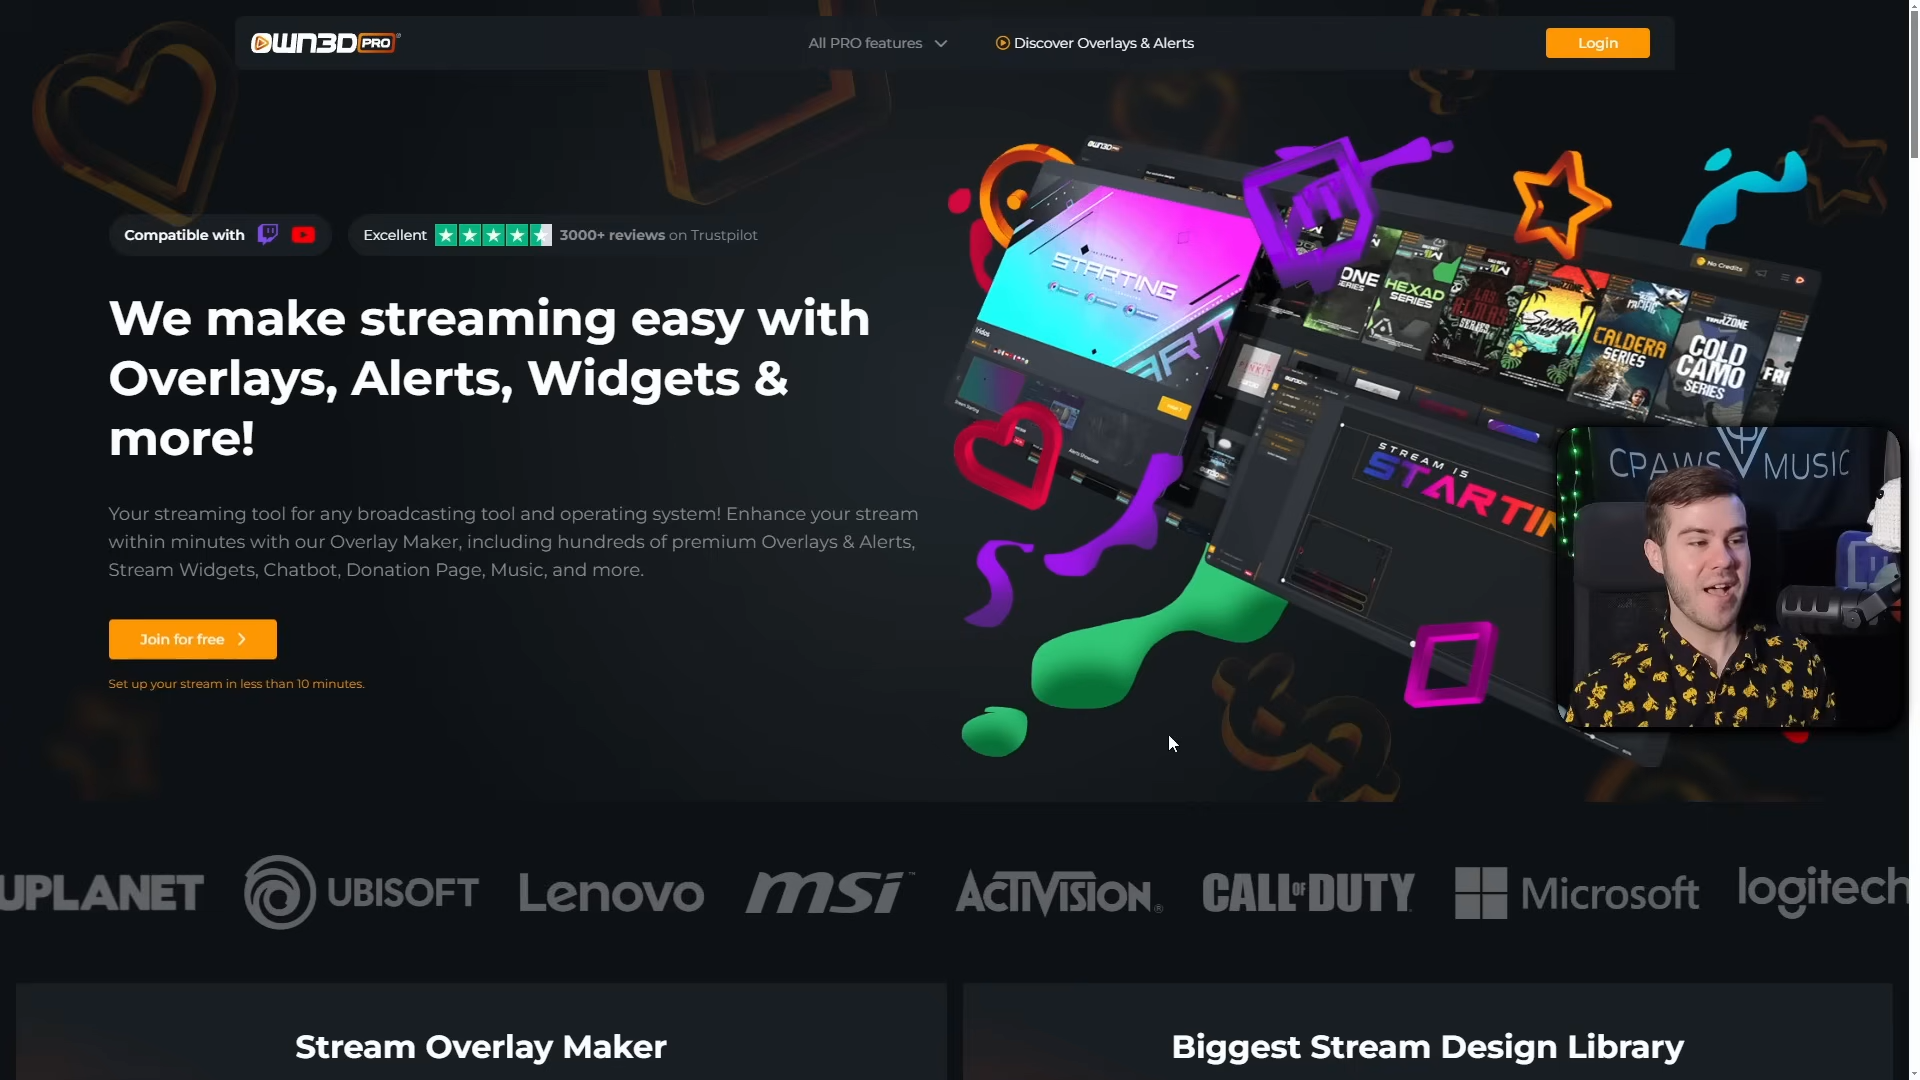 OWN3D PRO
All PRO features
Discover Overlays & Alerts
Login
Compatible with
Excellent
3000+ reviews on Trustpilot
We make streaming easy with
Overlays, Alerts, Widgets &
more!
Your streaming tool for any broadcasting tool and operating system! Enhance your stream
within minutes with our Overlay Maker, including hundreds of premium Overlays & Alerts,
Stream Widgets, Chatbot, Donation Page, Music, and more.
Join for free
Set up your stream in less than 10 minutes.
No Credits
STARTING
HEXAD
SERIES
CALDERA
SERIES
COLD
CAMO
SERIES
STREAM IS
STARTIN
CPAWS MUSIC
UPLANET
UBISOFT
Lenovo
msi™
ACTIVISION®
CALL OF DUTY
Microsoft
logitech
Stream Overlay Maker
Biggest Stream Design Library